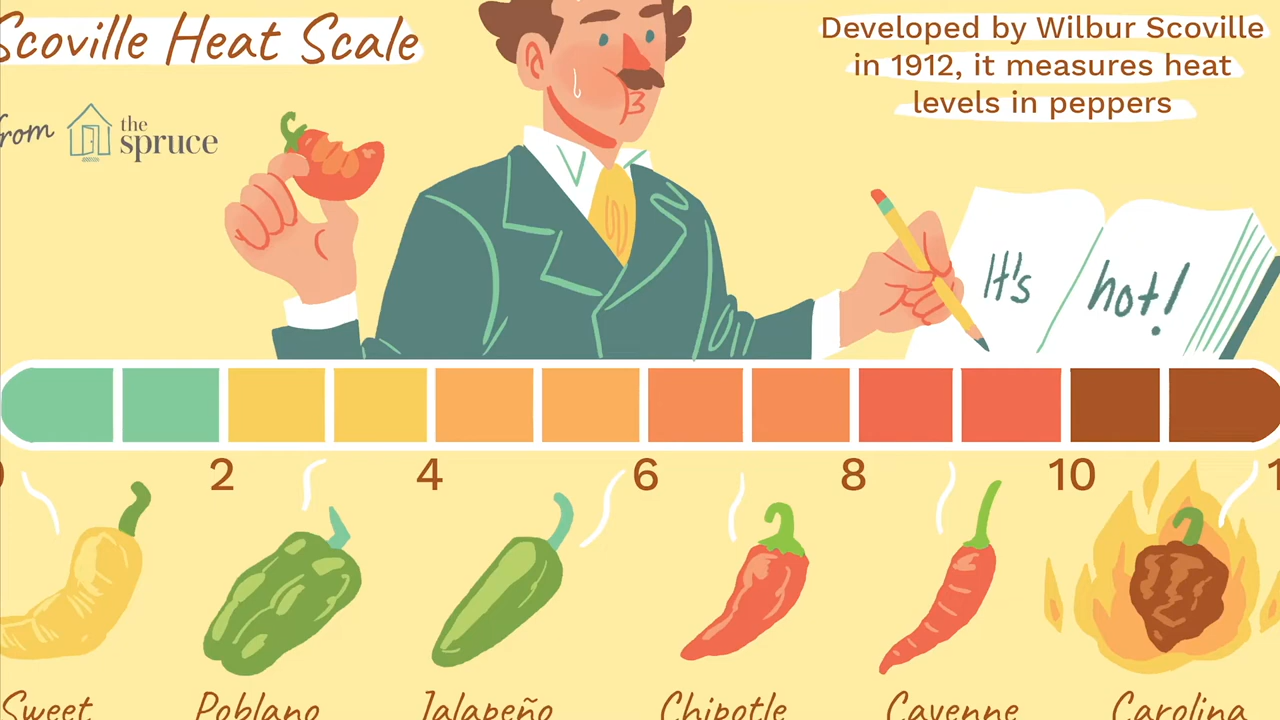 Scoville Heat Scale
from the spruce
Developed by Wilbur Scoville
in 1912, it measures heat
levels in peppers
It's hot!
2 4 6 8 10
Sweet Poblano Jalapeño Chipotle Cayenne Carolina